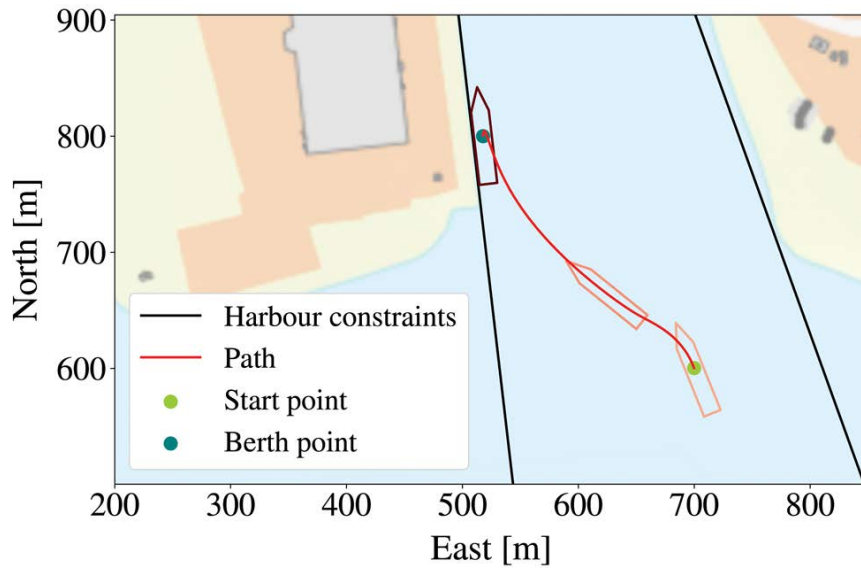 900
800
700
600
North [m]
Harbour constraints
Path
Start point
Berth point
200 300 400 500 600 700 800
East [m]